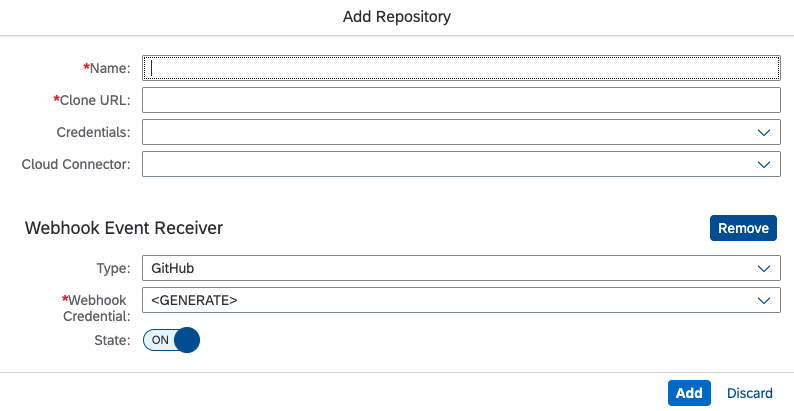 Add Repository
*Name:
*Clone URL:
Credentials:
Cloud Connector:
Webhook Event Receiver
Remove
Type:
GitHub
*Webhook
Credential:
<GENERATE>
State:
ON
Add
Discard